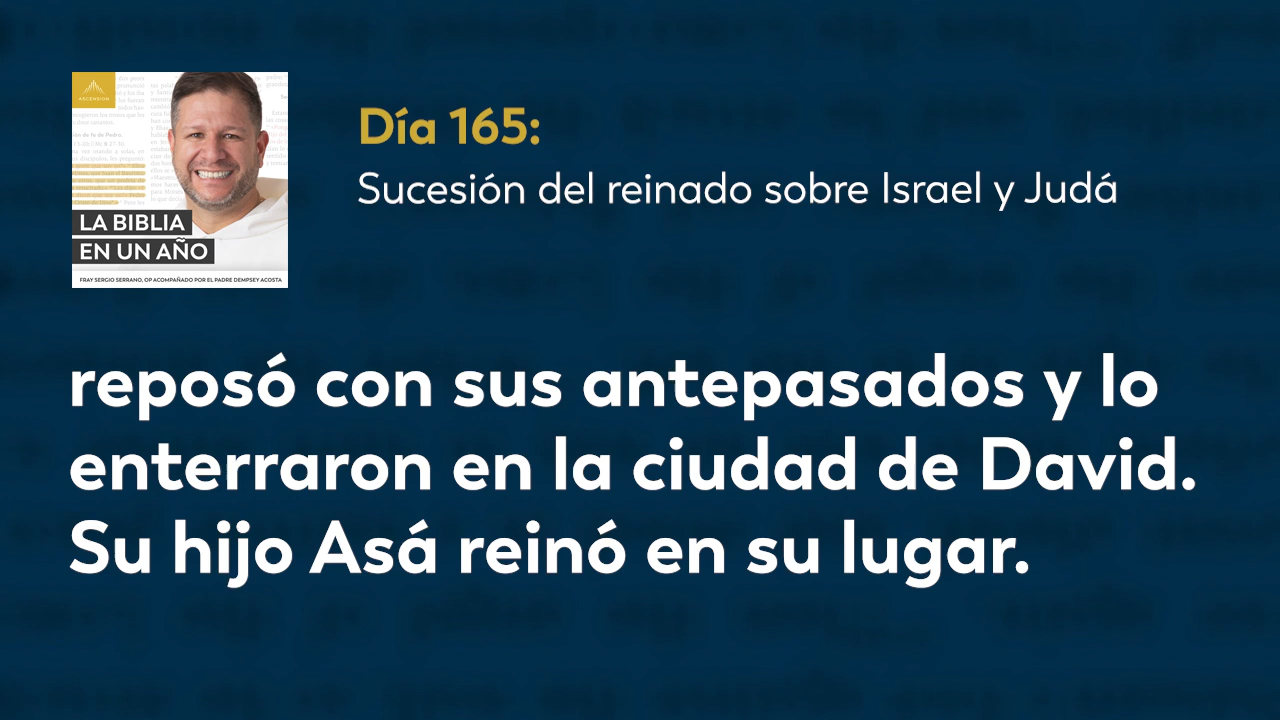 ASCENSION
LA BIBLIA
EN UN AÑO
FRAY SERGIO SERRANO, OP ACOMPAÑADO POR EL PADRE DEMPSEY ACOSTA
Día 165:
Sucesión del reinado sobre Israel y Judá
reposó con sus antepasados y lo
enterraron en la ciudad de David.
Su hijo Asá reinó en su lugar.